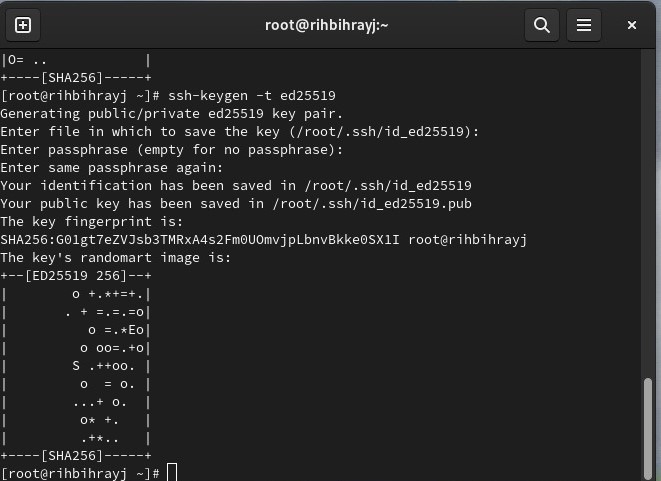 root@rihbihrayj:~
|O= ..            |
+----[SHA256]-----+
[root@rihbihrayj ~]# ssh-keygen -t ed25519
Generating public/private ed25519 key pair.
Enter file in which to save the key (/root/.ssh/id_ed25519):
Enter passphrase (empty for no passphrase):
Enter same passphrase again:
Your identification has been saved in /root/.ssh/id_ed25519
Your public key has been saved in /root/.ssh/id_ed25519.pub
The key fingerprint is:
SHA256:G01gt7eZVJsb3TMRxA4s2Fm0UOmvjpLbnvBkke0SX1I root@rihbihrayj
The key's randomart image is:
+--[ED25519 256]--+
|        o +.*+=+.|
|       . + =.=.=o|
|          o =.*Eo|
|         o oo=.+o|
|        S .++oo. |
|         o  = o. |
|        ...+ o.  |
|         o* +.   |
|         .+*..   |
+----[SHA256]-----+
[root@rihbihrayj ~]#